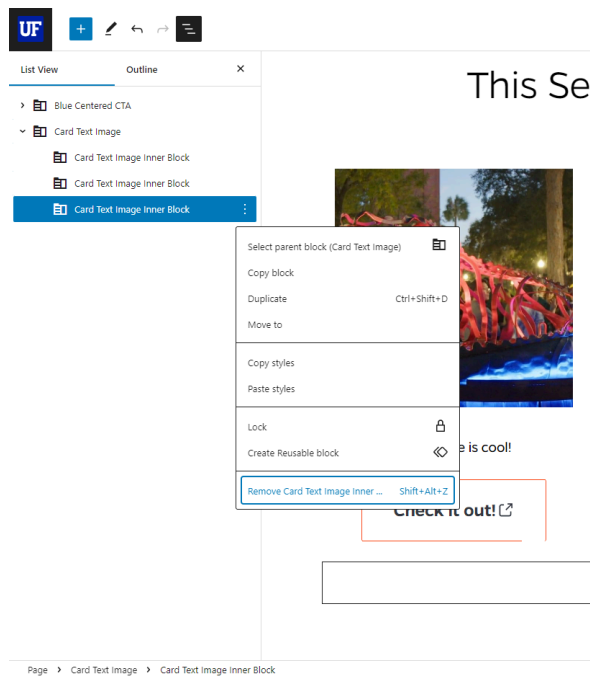 UF
List View Outline
This Se
Blue Centered CTA
Card Text Image
Card Text Image Inner Block
Card Text Image Inner Block
Card Text Image Inner Block
Select parent block (Card Text Image)
Copy block
Duplicate Ctrl+Shift+D
Move to
Copy styles
Paste styles
Lock
Create Reusable block
Remove Card Text Image Inner ... Shift+Alt+Z
e is cool!
Check it out!
Page > Card Text Image > Card Text Image Inner Block